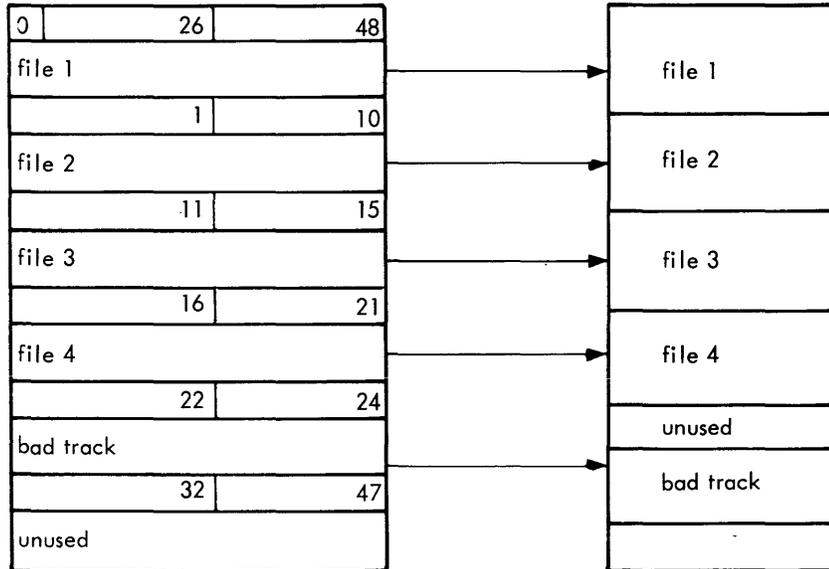 0 26 48
file 1
1 10
file 2
11 15
file 3
16 21
file 4
22 24
bad track
32 47
unused
file 1
file 2
file 3
file 4
unused
bad track